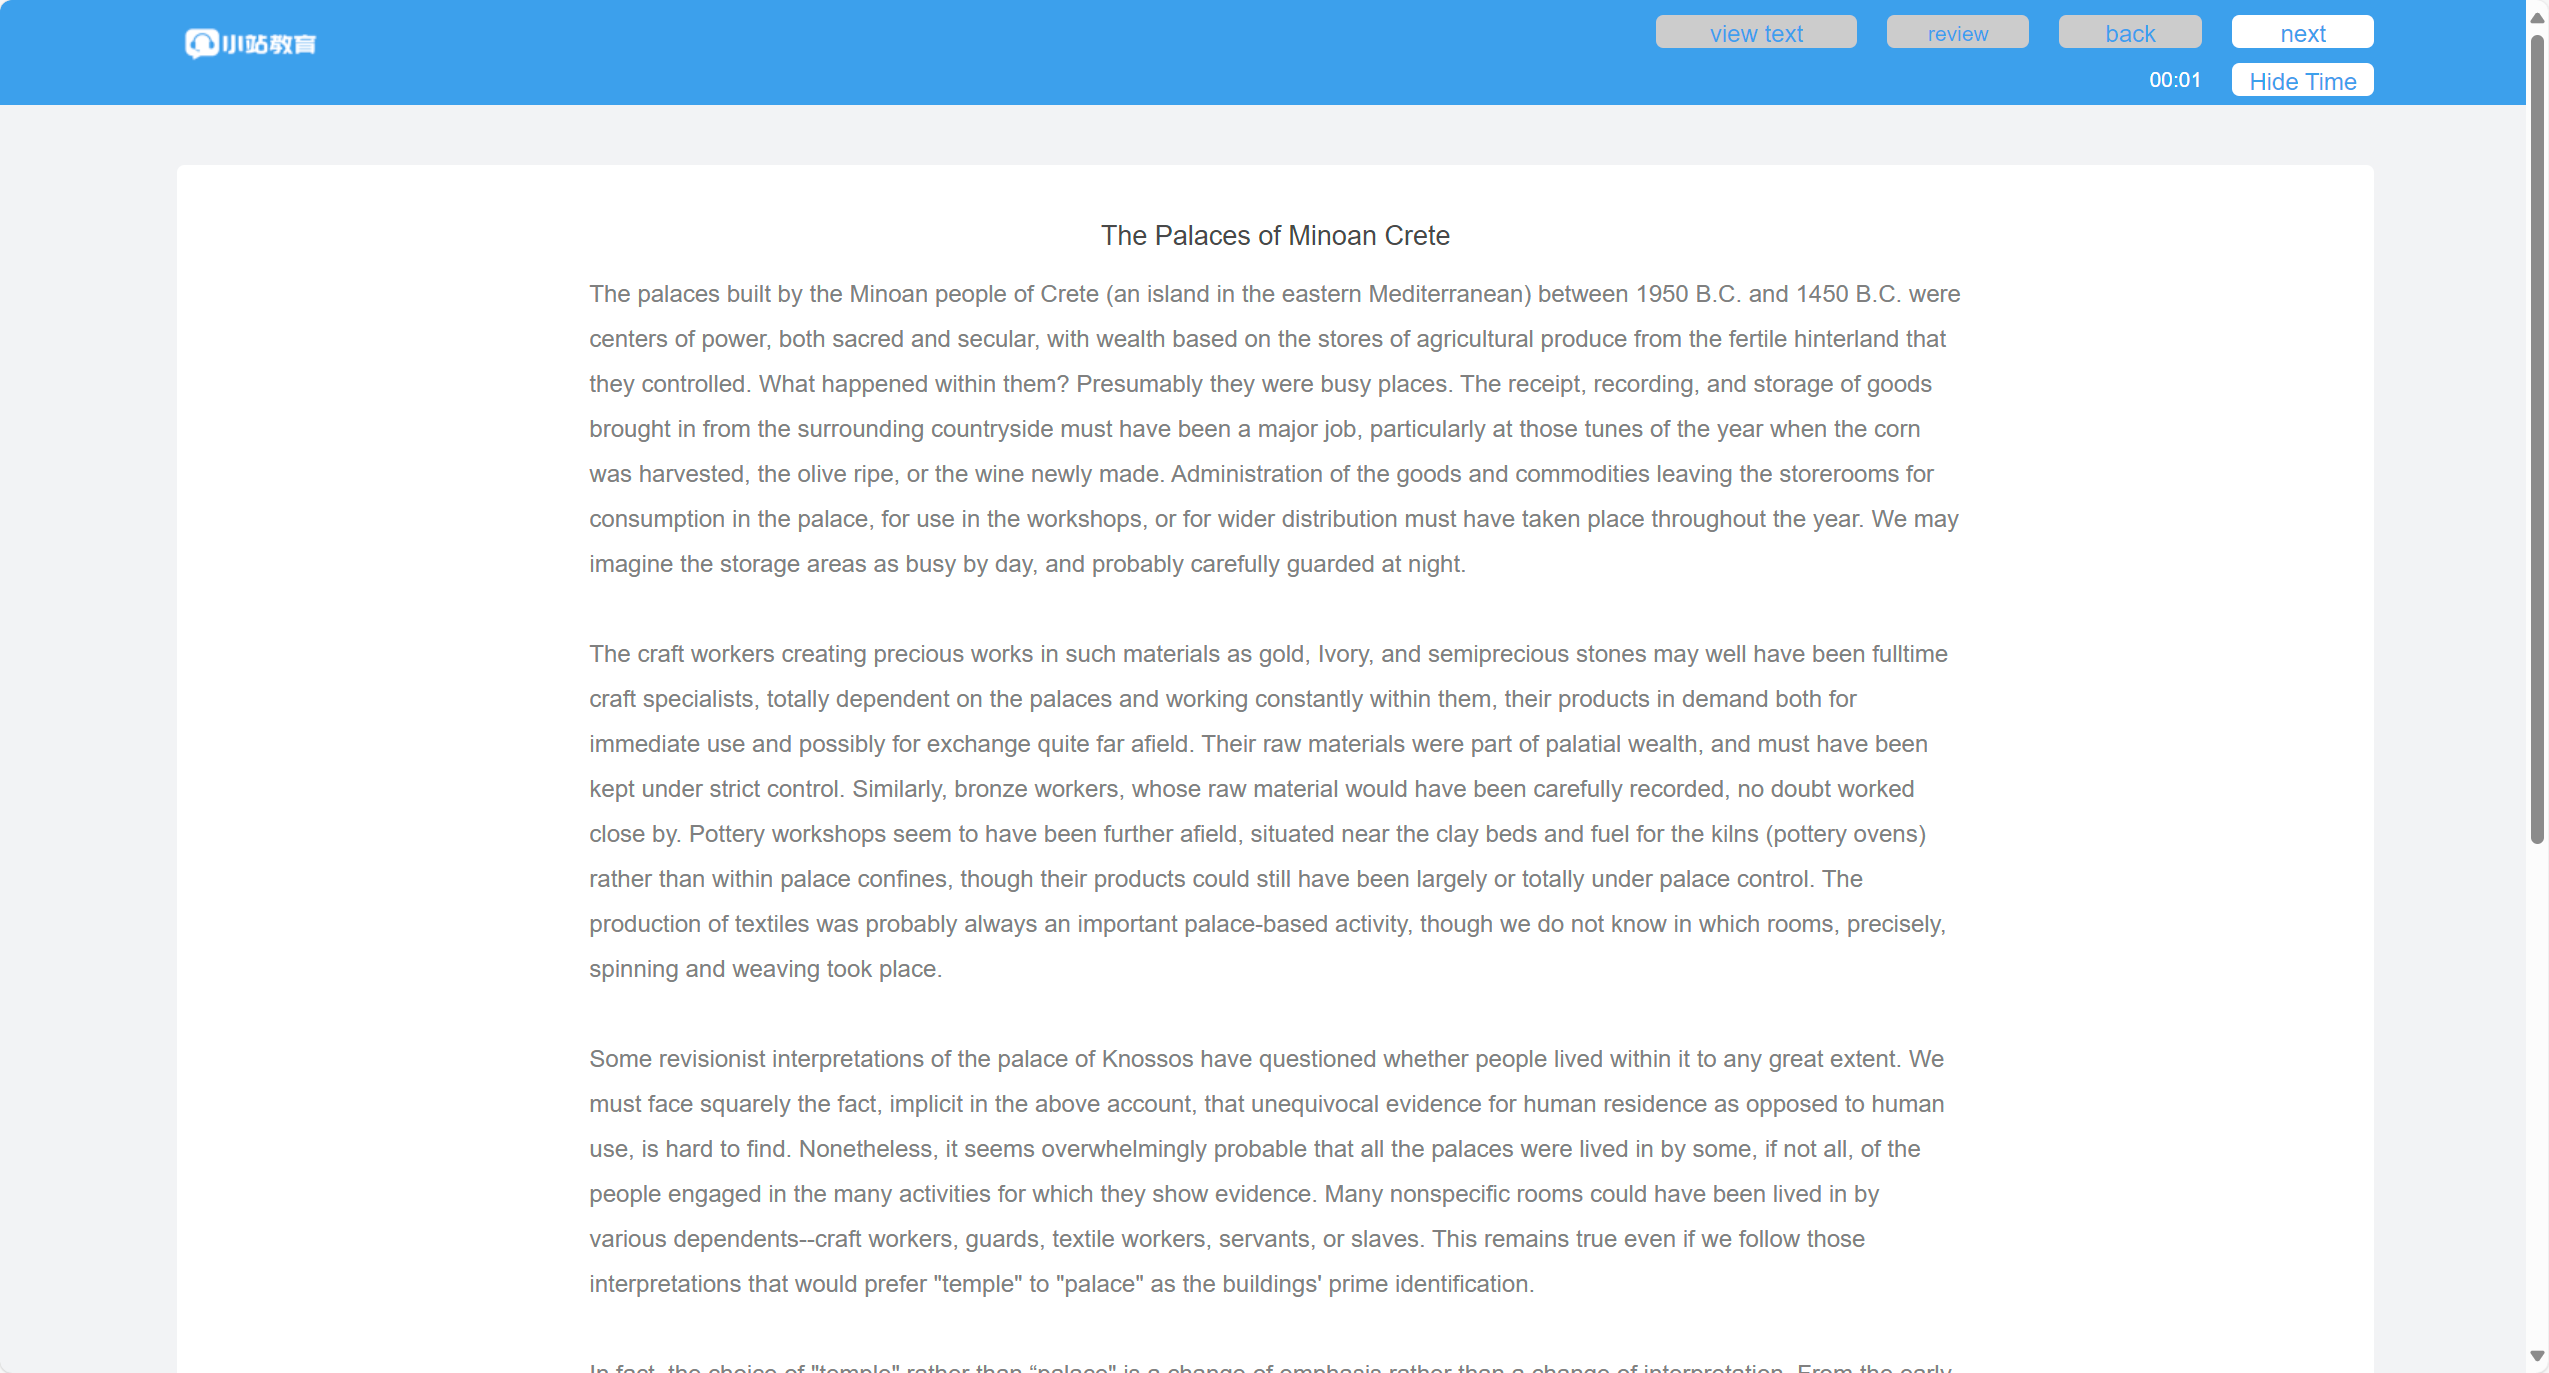 小站教育
view text
review
back
next
00:01
Hide Time
The Palaces of Minoan Crete
The palaces built by the Minoan people of Crete (an island in the eastern Mediterranean) between 1950 B.C. and 1450 B.C. were
centers of power, both sacred and secular, with wealth based on the stores of agricultural produce from the fertile hinterland that
they controlled. What happened within them? Presumably they were busy places. The receipt, recording, and storage of goods
brought in from the surrounding countryside must have been a major job, particularly at those tunes of the year when the corn
was harvested, the olive ripe, or the wine newly made. Administration of the goods and commodities leaving the storerooms for
consumption in the palace, for use in the workshops, or for wider distribution must have taken place throughout the year. We may
imagine the storage areas as busy by day, and probably carefully guarded at night.
The craft workers creating precious works in such materials as gold, Ivory, and semiprecious stones may well have been fulltime
craft specialists, totally dependent on the palaces and working constantly within them, their products in demand both for
immediate use and possibly for exchange quite far afield. Their raw materials were part of palatial wealth, and must have been
kept under strict control. Similarly, bronze workers, whose raw material would have been carefully recorded, no doubt worked
close by. Pottery workshops seem to have been further afield, situated near the clay beds and fuel for the kilns (pottery ovens)
rather than within palace confines, though their products could still have been largely or totally under palace control. The
production of textiles was probably always an important palace-based activity, though we do not know in which rooms, precisely,
spinning and weaving took place.
Some revisionist interpretations of the palace of Knossos have questioned whether people lived within it to any great extent. We
must face squarely the fact, implicit in the above account, that unequivocal evidence for human residence as opposed to human
use, is hard to find. Nonetheless, it seems overwhelmingly probable that all the palaces were lived in by some, if not all, of the
people engaged in the many activities for which they show evidence. Many nonspecific rooms could have been lived in by
various dependents--craft workers, guards, textile workers, servants, or slaves. This remains true even if we follow those
interpretations that would prefer "temple" to "palace" as the buildings' prime identification.
In fact, the choice of "temple" rather than “palace" is a change of emphasis rather than a change of interpretation. From the early